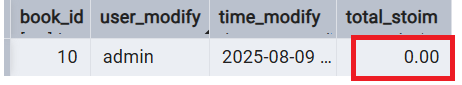 book_id user_modify time_modify total_stoim
10 admin 2025-08-09 ... 0.00